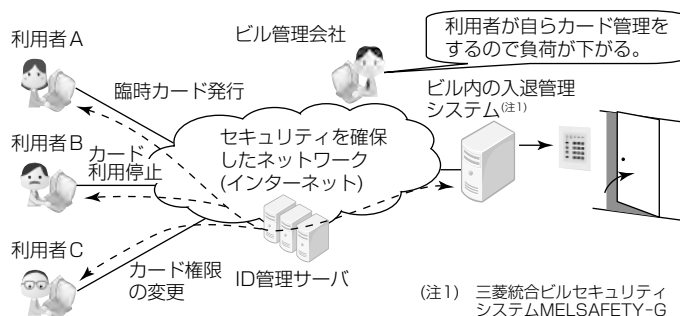 利用者A
ビル管理会社
利用者が自らカード管理を
するので負荷が下がる。
臨時カード発行
ビル内の入退管理
システム(注1)
利用者B
カード
利用停止
セキュリティを確保
したネットワーク
(インターネット)
利用者C
カード権限
の変更
ID管理サーバ
(注1) 三菱統合ビルセキュリティ
システムMELSAFETY-G